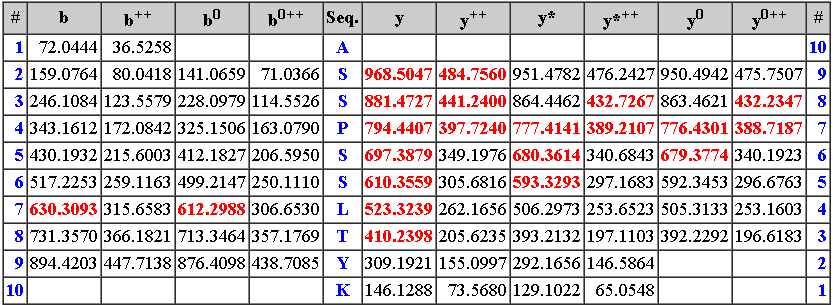 # b b++ b0 b0++ Seq. y y++ y* y*++ y0 y0++ #
1 72.0444 36.5258 A 10
2 159.0764 80.0418 141.0659 71.0366 S 968.5047 484.7560 951.4782 476.2427 950.4942 475.7507 9
3 246.1084 123.5579 228.0979 114.5526 S 881.4727 441.2400 864.4462 432.7267 863.4621 432.2347 8
4 343.1612 172.0842 325.1506 163.0790 P 794.4407 397.7240 777.4141 389.2107 776.4301 388.7187 7
5 430.1932 215.6003 412.1827 206.5950 S 697.3879 349.1976 680.3614 340.6843 679.3774 340.1923 6
6 517.2253 259.1163 499.2147 250.1110 S 610.3559 305.6816 593.3293 297.1683 592.3453 296.6763 5
7 630.3093 315.6583 612.2988 306.6530 L 523.3239 262.1656 506.2973 253.6523 505.3133 253.1603 4
8 731.3570 366.1821 713.3464 357.1769 T 410.2398 205.6235 393.2132 197.1103 392.2292 196.6183 3
9 894.4203 447.7138 876.4098 438.7085 Y 309.1921 155.0997 292.1656 146.5864 2
10 K 146.1288 73.5680 129.1022 65.0548 1